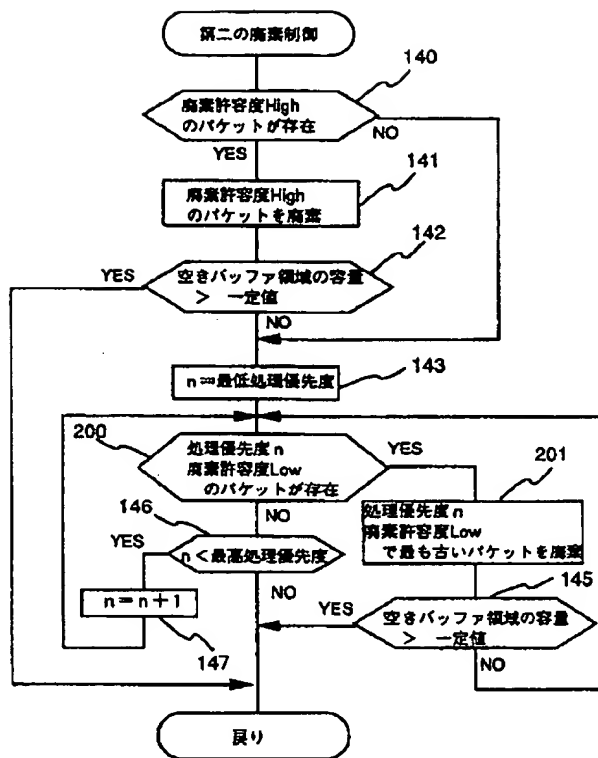 第二の廃棄制御
140
廃棄許容度High
のパケットが存在
NO
YES
141
廃棄許容度High
のパケットを廃棄
142
YES
空きバッファ領域の容量
> 一定値
NO
n=最低処理優先度
143
200
処理優先度n
廃棄許容度Low
のパケットが存在
YES
201
処理優先度n
廃棄許容度Low
で最も古いパケットを廃棄
146
NO
YES
n<最高処理優先度
145
n=n+1
NO
YES
空きバッファ領域の容量
> 一定値
147
NO
戻り